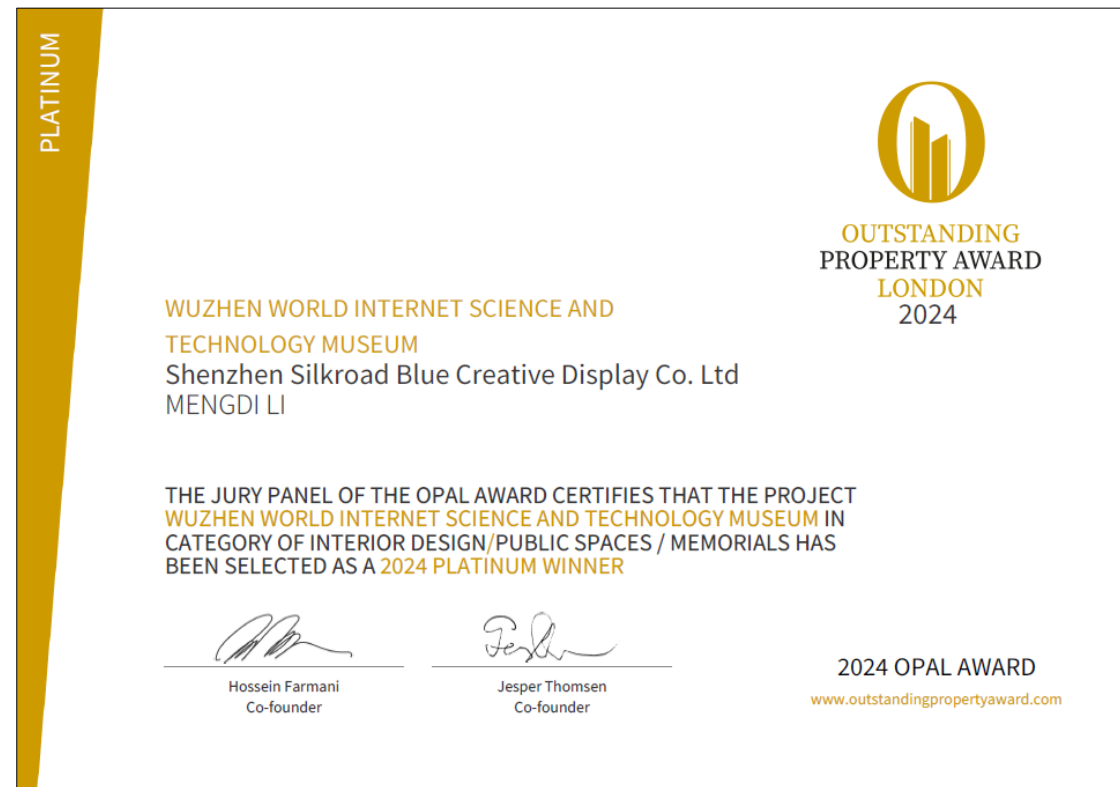 PLATINUM
OUTSTANDING
PROPERTY AWARD
LONDON
2024
WUZHEN WORLD INTERNET SCIENCE AND
TECHNOLOGY MUSEUM
Shenzhen Silkroad Blue Creative Display Co. Ltd
MENGDI LI
THE JURY PANEL OF THE OPAL AWARD CERTIFIES THAT THE PROJECT
WUZHEN WORLD INTERNET SCIENCE AND TECHNOLOGY MUSEUM IN
CATEGORY OF INTERIOR DESIGN/PUBLIC SPACES / MEMORIALS HAS
BEEN SELECTED AS A 2024 PLATINUM WINNER
Hossein Farmani
Co-founder
Jesper Thomsen
Co-founder
2024 OPAL AWARD
www.outstandingpropertyaward.com